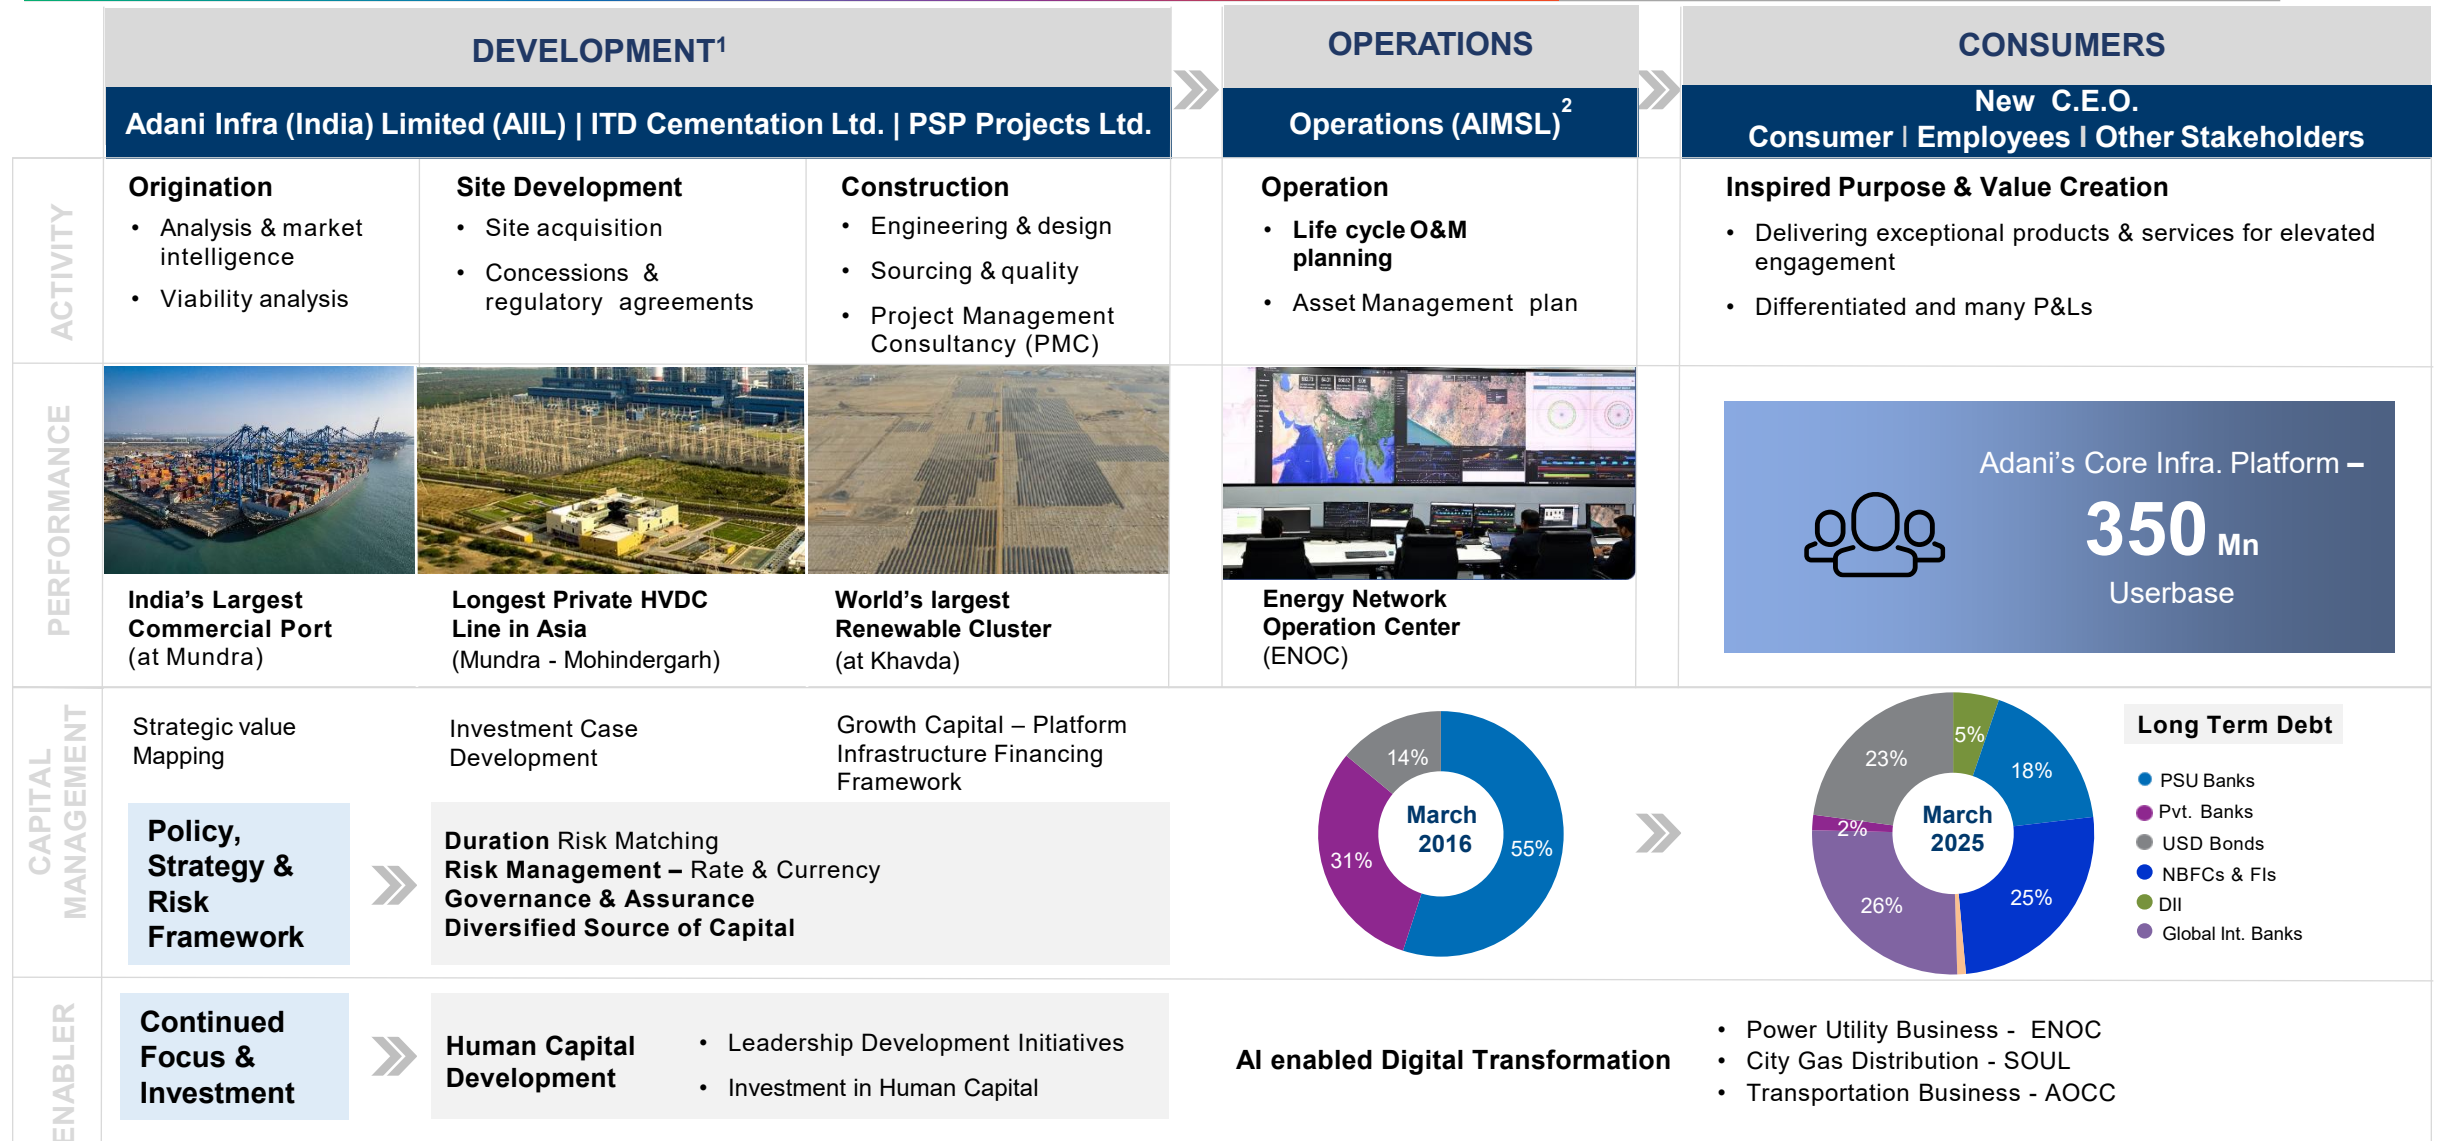 DEVELOPMENT1
OPERATIONS
CONSUMERS
Adani Infra (India) Limited (AIIL) | ITD Cementation Ltd. | PSP Projects Ltd.
Operations (AIMSL)2
New C.E.O.
Consumer | Employees | Other Stakeholders
ACTIVITY
Origination
• Analysis & market
intelligence
• Viability analysis
Site Development
• Site acquisition
• Concessions &
regulatory agreements
Construction
• Engineering & design
• Sourcing & quality
• Project Management
Consultancy (PMC)
Operation
• Life cycle O&M
planning
• Asset Management plan
Inspired Purpose & Value Creation
• Delivering exceptional products & services for elevated
engagement
• Differentiated and many P&Ls
PERFORMANCE
India's Largest
Commercial Port
(at Mundra)
Longest Private HVDC
Line in Asia
(Mundra - Mohindergarh)
World's largest
Renewable Cluster
(at Khavda)
Energy Network
Operation Center
(ENOC)
Adani's Core Infra. Platform –
350 Mn
Userbase
CAPITAL
MANAGEMENT
Strategic value
Mapping
Investment Case
Development
Growth Capital – Platform
Infrastructure Financing
Framework
Policy,
Strategy &
Risk
Framework
Duration Risk Matching
Risk Management – Rate & Currency
Governance & Assurance
Diversified Source of Capital
14%
31%
55%
March
2016
5%
18%
23%
2%
26%
25%
March
2025
Long Term Debt
PSU Banks
Pvt. Banks
USD Bonds
NBFCs & FIs
DII
Global Int. Banks
ENABLER
Continued
Focus &
Investment
Human Capital
Development
• Leadership Development Initiatives
• Investment in Human Capital
AI enabled Digital Transformation
• Power Utility Business - ENOC
• City Gas Distribution - SOUL
• Transportation Business - AOCC